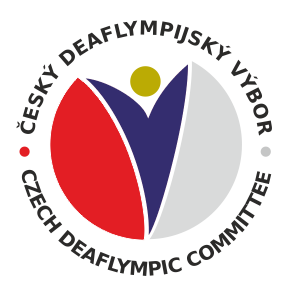 ČESKÝ DEAFLYMPIJSKÝ VÝBOR
CZECH DEAFLYMPIC COMMITTEE